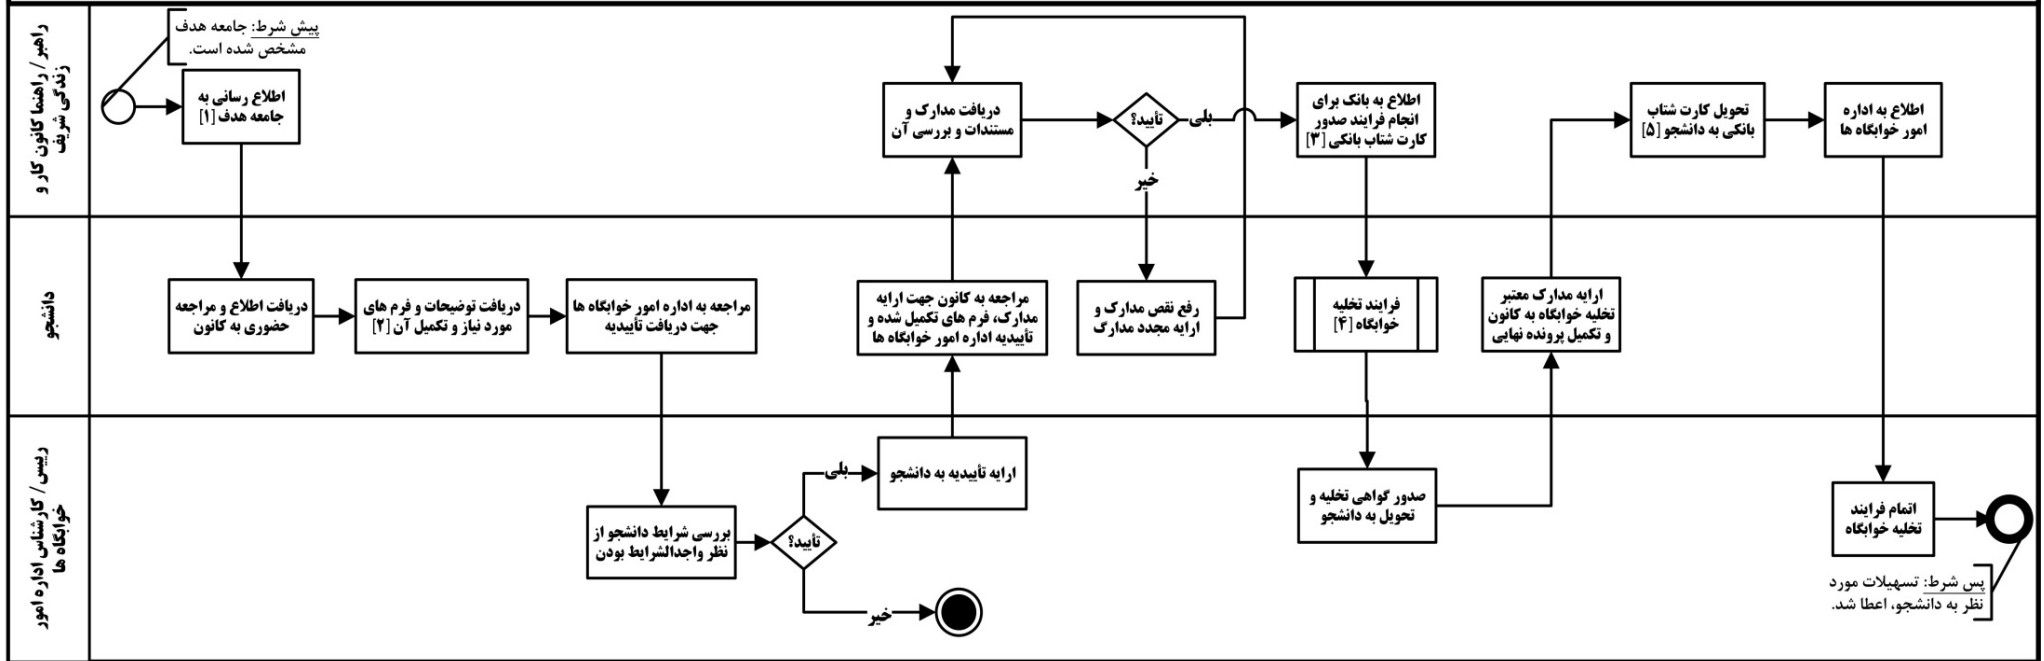 راهبر / راهنما کانون کار و
زندگی شریف
پیش شرط: جامعه هدف
مشخص شده است.
اطلاع رسانی به
جامعه هدف [۱]
دریافت مدارک و
مستندات و بررسی آن
تأیید؟
بلی
خیر
اطلاع به بانک برای
انجام فرایند صدور
کارت شتاب بانکی [۳]
تحویل کارت شتاب
بانکی به دانشجو [۵]
اطلاع به اداره
امور خوابگاه ها
دانشجو
دریافت اطلاع و مراجعه
حضوری به کانون
دریافت توضیحات و فرم های
مورد نیاز و تکمیل آن [۲]
مراجعه به اداره امور خوابگاه ها
جهت دریافت تأییدیه
مراجعه به کانون جهت ارایه
مدارک، فرم های تکمیل شده و
تأییدیه اداره امور خوابگاه ها
رفع نقص مدارک و
ارایه مجدد مدارگ
فرایند تخلیه
خوابگاه [۴]
ارایه مدارک معتبر
تخلیه خوابگاه به کانون
و تکمیل پرونده نهایی
رییس / کارشناس اداره امور
خوابگاه ها
بررسی شرایط دانشجو از
نظر واجدالشرایط بودن
تأیید؟
بلی
خیر
ارایه تأییدیه به دانشجو
صدور گواهی تخلیه و
تحویل به دانشجو
اتمام فرایند
تخلیه خوابگاه
پس شرط: تسهیلات مورد
نظر به دانشجو، اعطا شد.